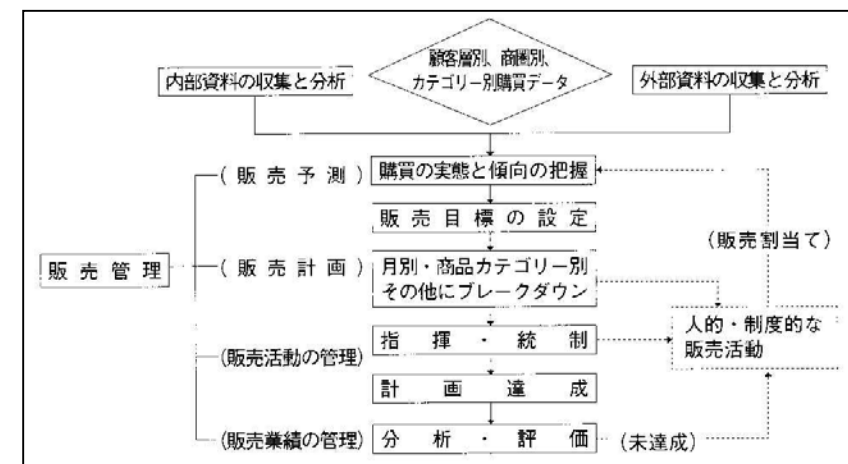 顧客層別、商圏別、
カテゴリー別購買データ
内部資料の収集と分析
外部資料の収集と分析
(販売予測)
購買の実態と傾向の把握
販売目標の設定
(販売割当て)
販売管理
(販売計画)
月別・商品カテゴリー別
その他にブレークダウン
人的・制度的な
販売活動
指揮・統制
(販売活動の管理)
計画達成
(販売業績の管理)
分析・評価
(未達成)